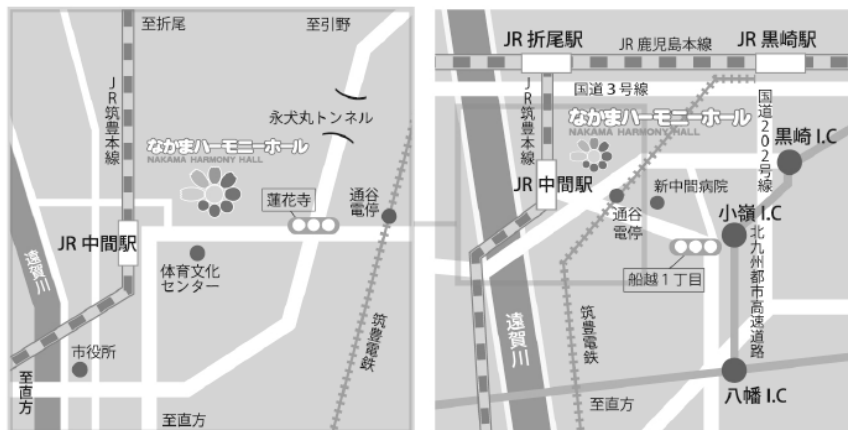 至折尾
至引野
JR筑豊本線
永犬丸トンネル
なかまハーモニーホール
NAKAMA HARMONY HALL
蓮花寺
通谷
電停
JR 中間駅
体育文化
センター
遠賀川
筑豊電鉄
市役所
至直方
至直方
JR 折尾駅
JR 鹿児島本線
JR 黒崎駅
国道3号線
JR筑豊本線
なかまハーモニーホール
NAKAMA HARMONY HALL
国道202号線
黒崎 I.C
JR 中間駅
新中間病院
通谷
電停
小嶺 I.C
船越1丁目
北九州都市高速道路
遠賀川
筑豊電鉄
至直方
八幡 I.C